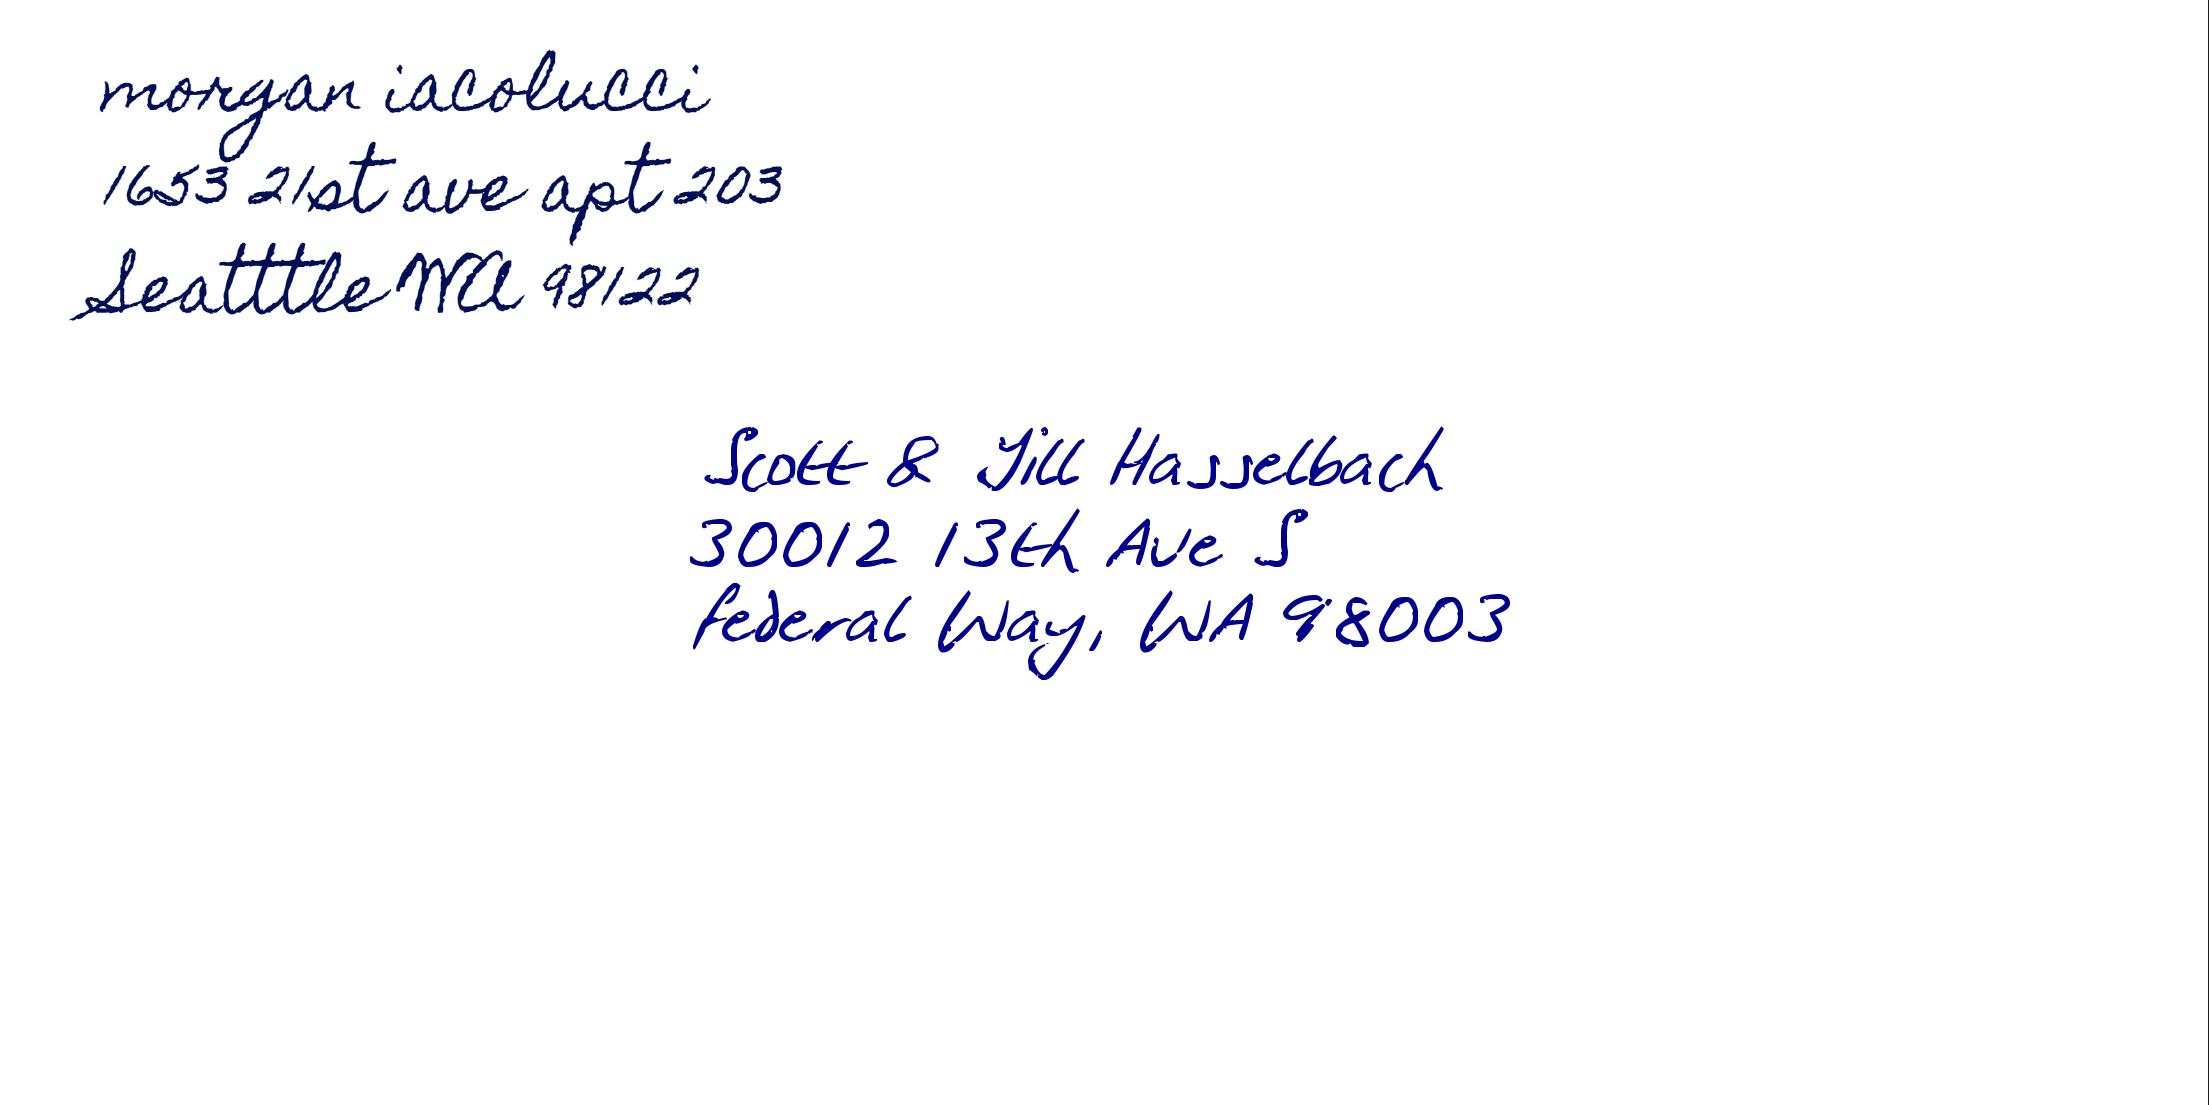 morgan iacolucci
1653 21st ave apt 203
Seatttle WA 98122
Scott & Jill Hasselbach
30012 13th Ave S
Federal Way, WA 98003